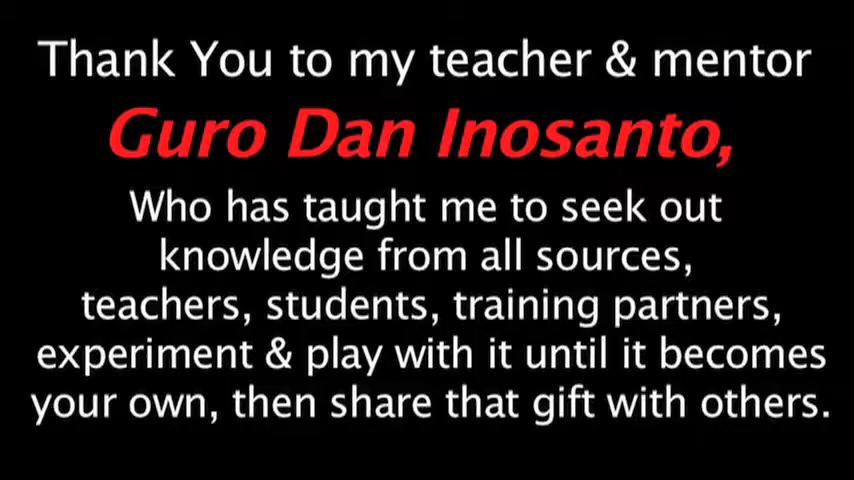 Thank You to my teacher & mentor
Guro Dan Inosanto,
Who has taught me to seek out
knowledge from all sources,
teachers, students, training partners,
experiment & play with it until it becomes
your own, then share that gift with others.